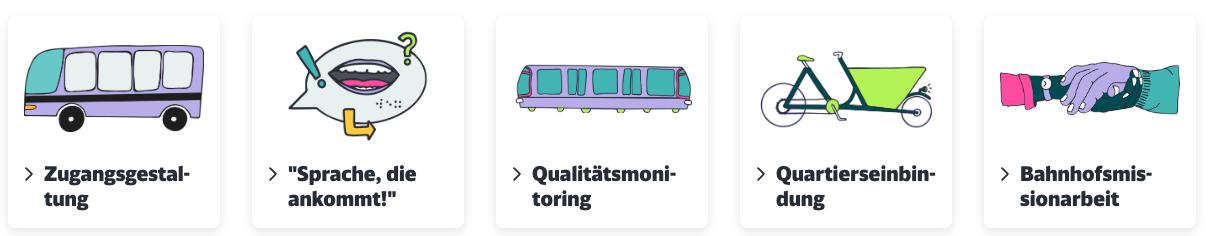 Zugangsgestal-
tung
"Sprache, die
ankommt!"
Qualitätsmoni-
toring
Quartierseinbin-
dung
Bahnhofsmis-
sionarbeit